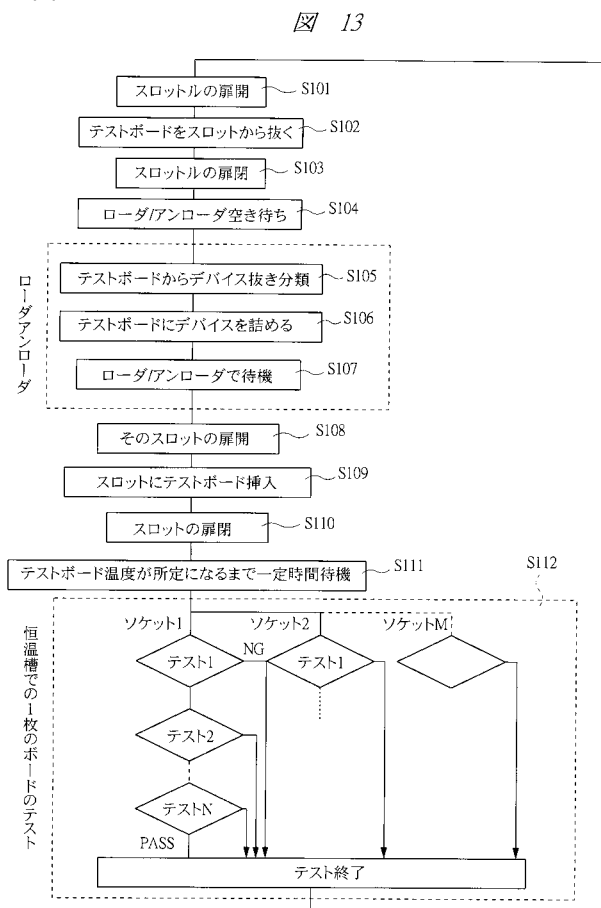 図 13
スロットルの扉開
S101
テストボードをスロットから抜く
S102
スロットルの扉閉
S103
ローダ/アンローダ空き待ち
S104
ローダアンローダ
テストボードからデバイス抜き分類
S105
テストボードにデバイスを詰める
S106
ローダ/アンローダで待機
S107
そのスロットの扉開
S108
スロットにテストボード挿入
S109
スロットの扉閉
S110
テストボード温度が所定になるまで一定時間待機
S111
S112
恒温槽での1枚のボードのテスト
ソケット1
ソケット2
ソケットM
テスト1
NG
テスト1
テスト2
テストN
PASS
テスト終了